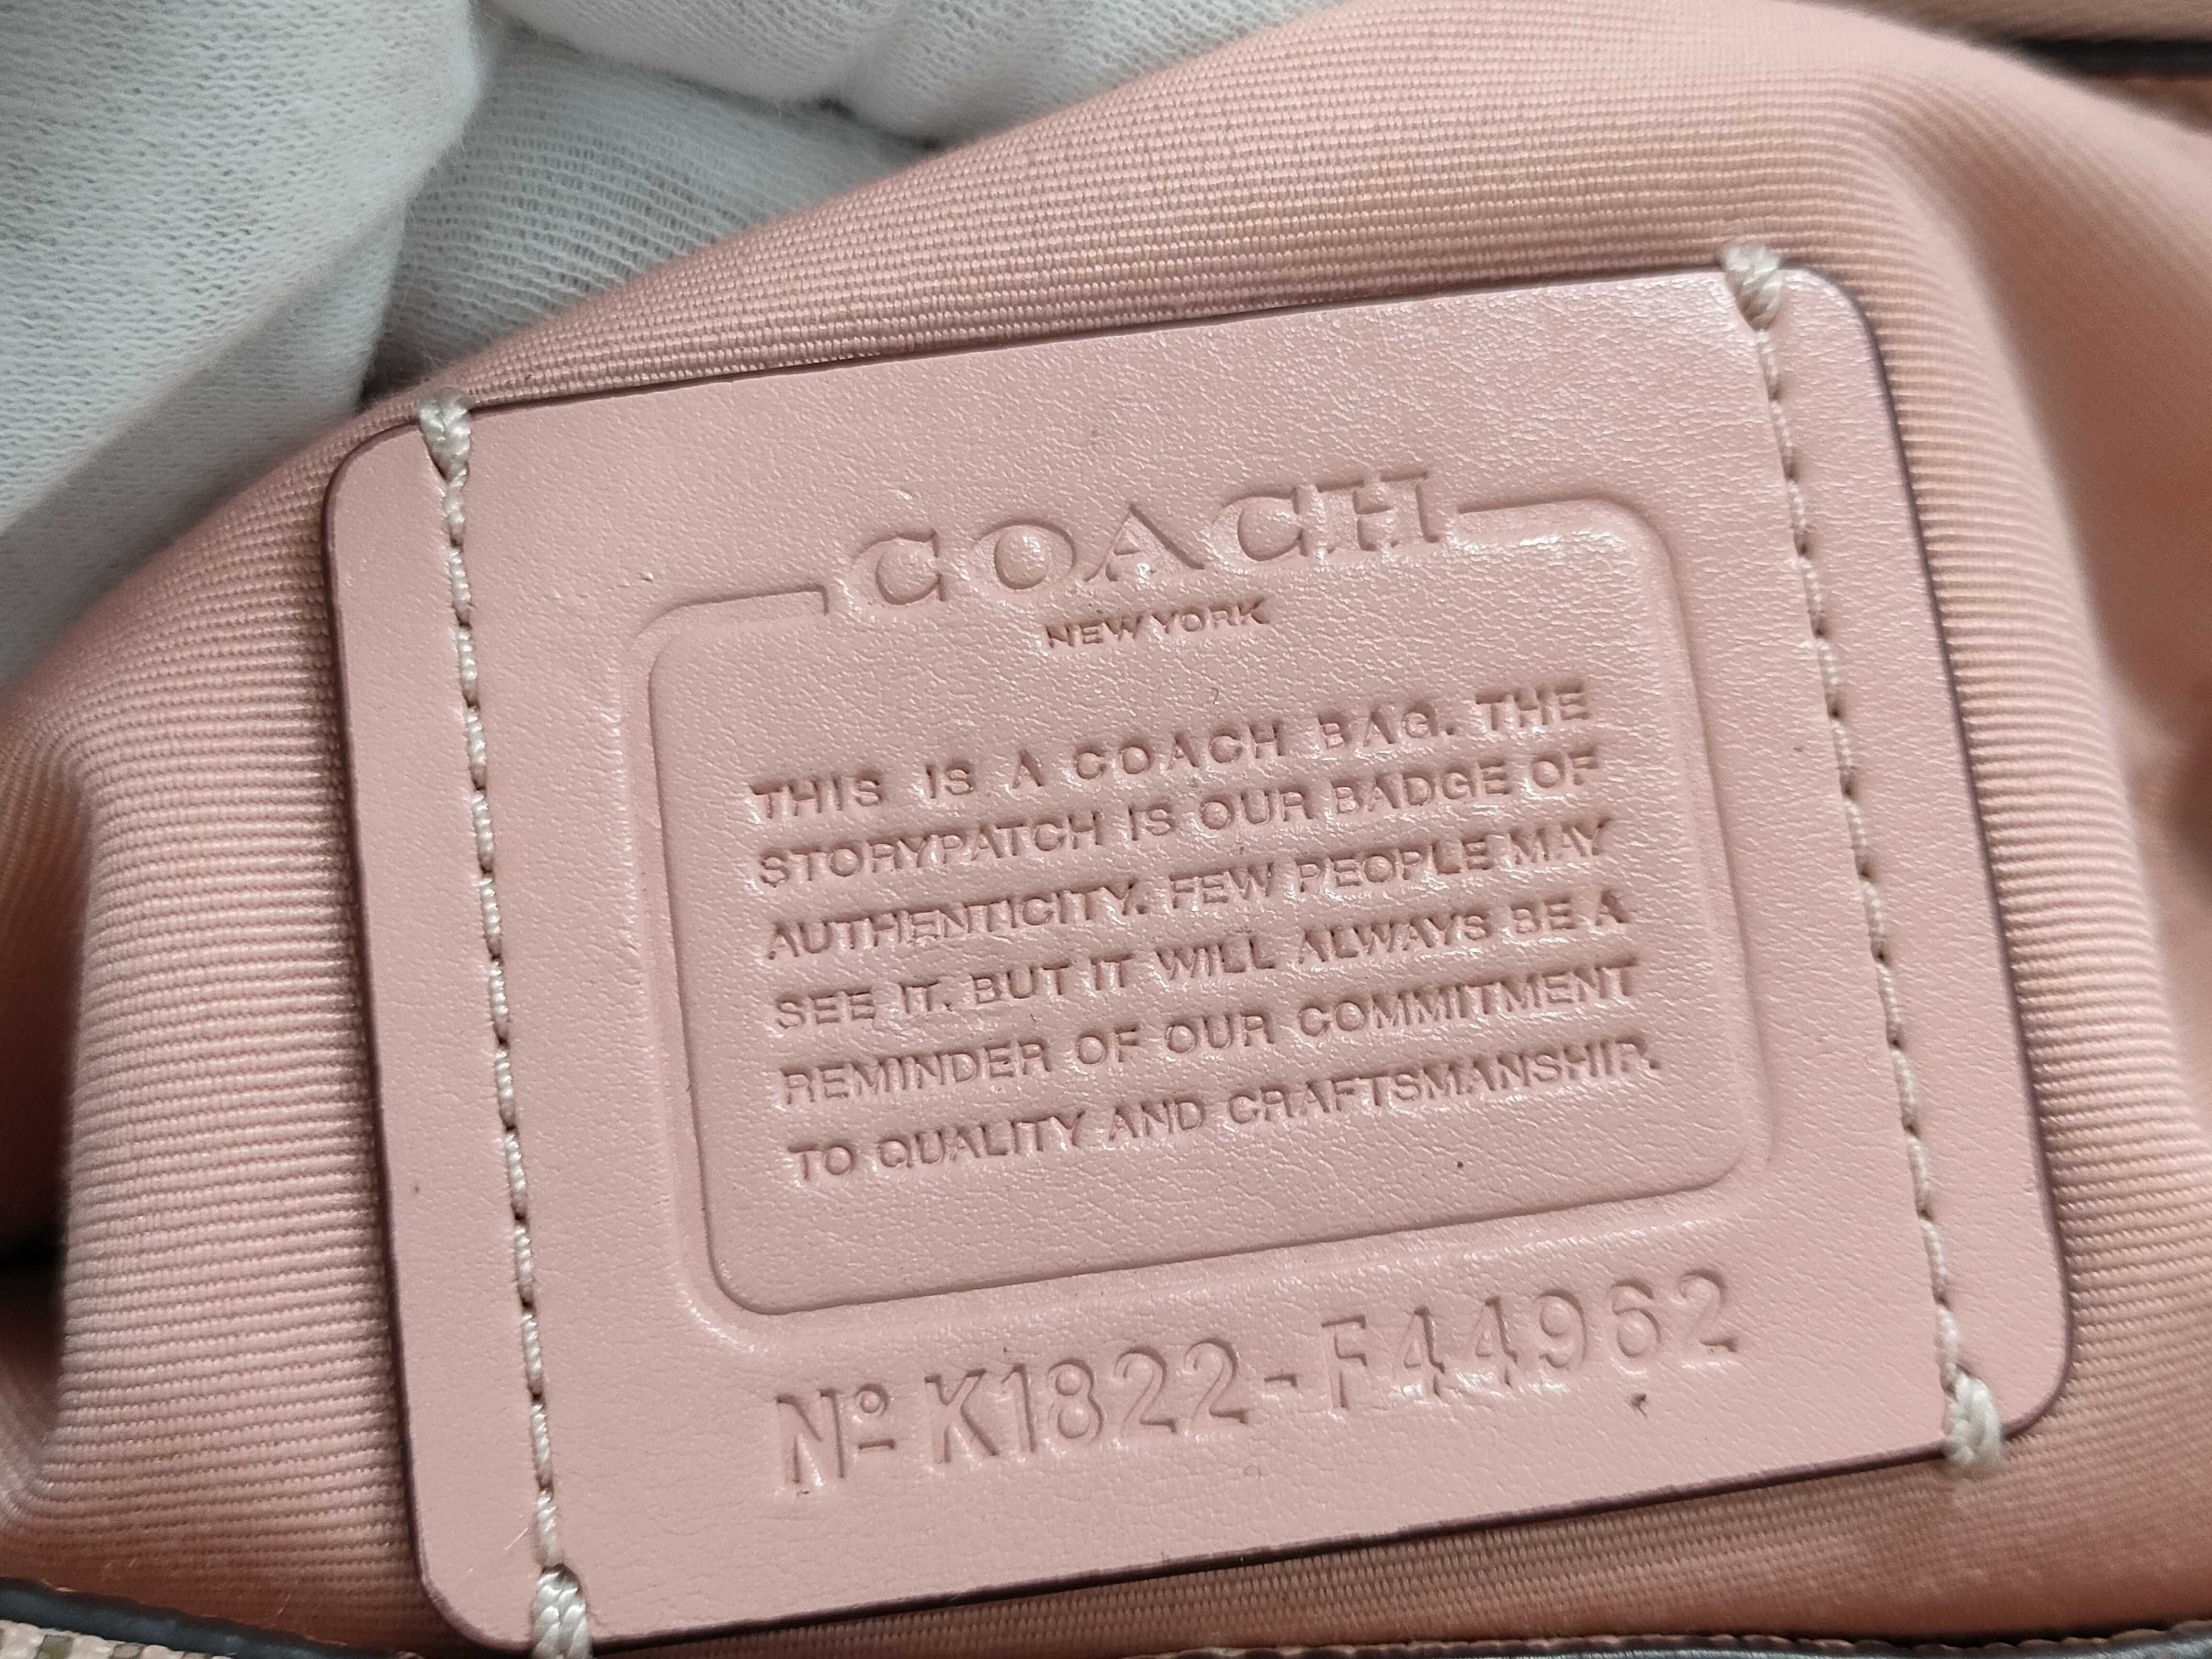 COACH
NEW YORK
THIS IS A COACH BAG. THE
STORYPATCH IS OUR BADGE OF
AUTHENTICITY. FEW PEOPLE MAY
SEE IT. BUT IT WILL ALWAYS BE A
REMINDER OF OUR COMMITMENT
TO QUALITY AND CRAFTSMANSHIP.
Nº K1822-F44962